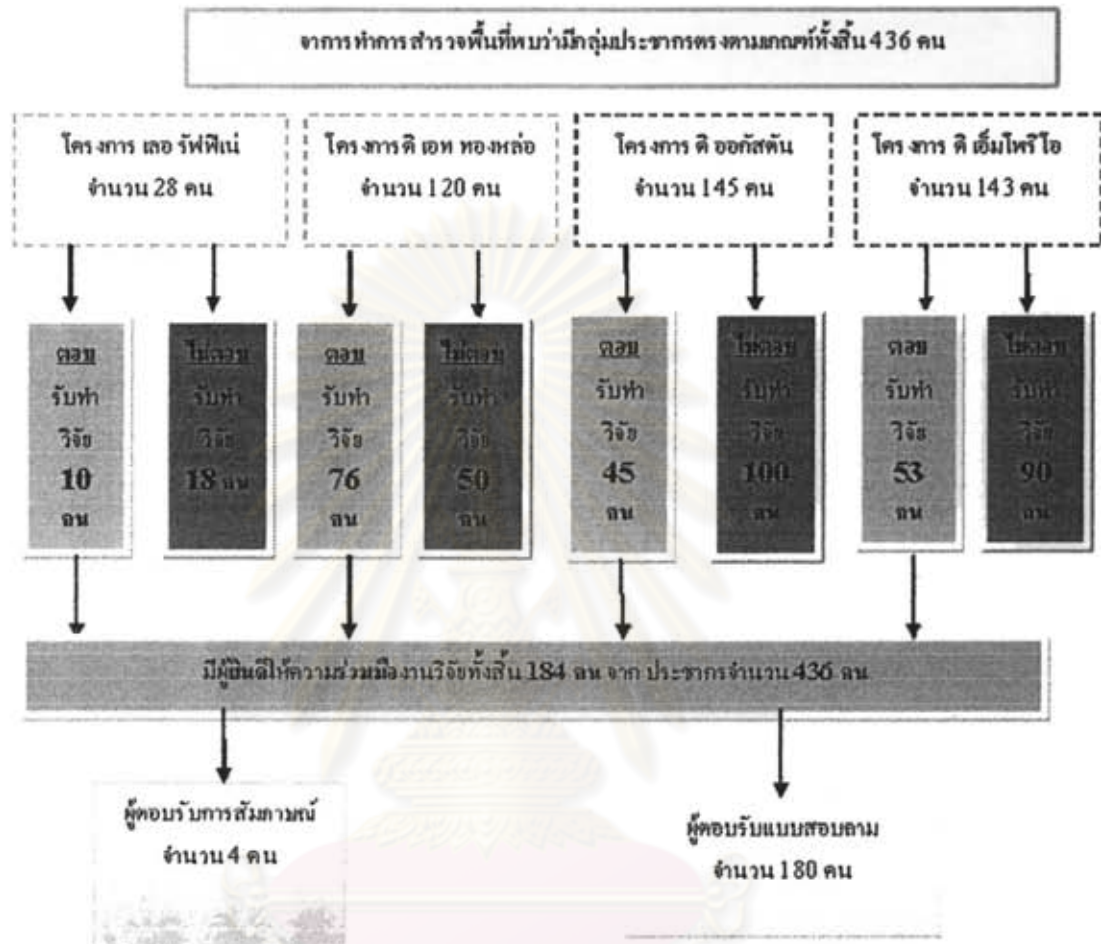 จาการทำการสำรวจพื้นที่พบว่ามีกลุ่มประชากรตรงตามเกณฑ์ทั้งสิ้น 436 คน
โครงการ เลอ รัฟฟิเน่
จำนวน 28 คน
โครงการ ดิ เอท ทองหล่อ
จำนวน 120 คน
โครงการ ดิ ออกัสตัน
จำนวน 145 คน
โครงการ ดิ เอ็มโพริโอ
จำนวน 143 คน
ตอบ
รับทำ
วิจัย
10
คน
ไม่ตอบ
รับทำ
วิจัย
18 คน
ตอบ
รับทำ
วิจัย
76
คน
ไม่ตอบ
รับทำ
วิจัย
50
คน
ตอบ
รับทำ
วิจัย
45
คน
ไม่ตอบ
รับทำ
วิจัย
100
คน
ตอบ
รับทำ
วิจัย
53
คน
ไม่ตอบ
รับทำ
วิจัย
90
คน
มีผู้ยินดีให้ความร่วมมืองานวิจัยทั้งสิ้น 184 คน จาก ประชากรจำนวน 436 คน
ผู้ตอบรับการสัมภาษณ์
จำนวน 4 คน
ผู้ตอบรับแบบสอบถาม
จำนวน 180 คน